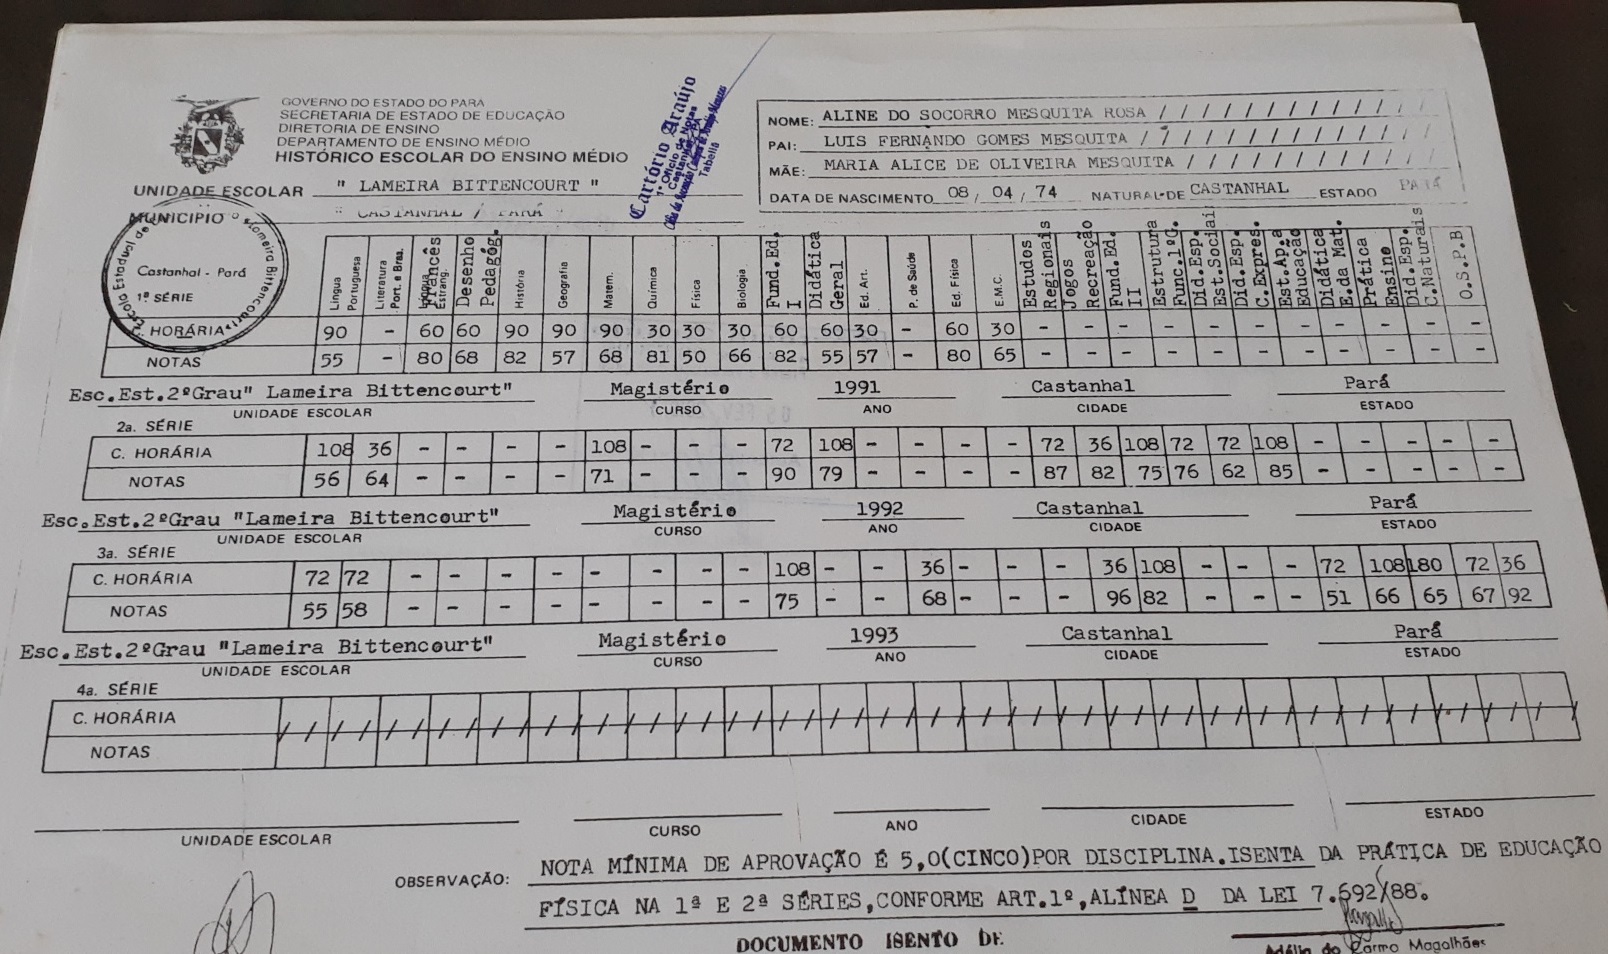 GOVERNO DO ESTADO DO PARÁ
SECRETARIA DE ESTADO DE EDUCAÇÃO
DIRETORIA DE ENSINO
DEPARTAMENTO DE ENSINO MÉDIO
HISTÓRICO ESCOLAR DO ENSINO MÉDIO
UNIDADE ESCOLAR " LAMEIRA BITTENCOURT "
MUNICIPIO " CASTANHAL / PARÁ "
Cartório Araújo
1º Ofício de Notas
Castanhal - PA
Tabelã
NOME: ALINE DO SOCORRO MESQUITA ROSA / / / / / / / / / / / / /
PAI: LUIS FERNANDO GOMES MESQUITA / / / / / / / / / / / / / /
MÃE: MARIA ALICE DE OLIVEIRA MESQUITA / / / / / / / / / / / /
DATA DE NASCIMENTO 08 / 04 / 74 NATURAL-DE CASTANHAL ESTADO PARÁ
Escola Estadual de Lameira Bittencourt
Castanhal - Pará
1ª SÉRIE
Lingua Portuguesa
Literatura Port. e Bras.
Língua Estrang. Francês
Desenho Pedagóg.
História
Geografia
Matem.
Química
Física
Biologia
Fund.Ed. I
Didática Geral
Ed. Art.
P. de Saúde
Ed. Física
E.M.C.
Estudos Regionais
Jogos Recreação
Fund.Ed. II
Estrutura Func.1ºG.
Did.Esp. Est.Sociai
Did.Esp. C.Expres.
Est.Ap.a Educação
Didática E.da Mat.
Prática Ensino
Did.Esp. C.Naturais
O.S.P.B
HORÁRIA 90 - 60 60 90 90 90 30 30 30 60 60 30 - 60 30 - - - - - - - - - - -
NOTAS 55 - 80 68 82 57 68 81 50 66 82 55 57 - 80 65 - - - - - - - - - - -
Esc.Est.2ºGrau" Lameira Bittencourt" Magistério 1991 Castanhal Pará
UNIDADE ESCOLAR CURSO ANO CIDADE ESTADO
2a. SÉRIE
C. HORÁRIA 108 36 - - - - 108 - - - 72 108 - - - - 72 36 108 72 72 108 - - - - -
NOTAS 56 64 - - - - 71 - - - 90 79 - - - - 87 82 75 76 62 85 - - - - -
Esc.Est.2ºGrau "Lameira Bittencourt" Magistério 1992 Castanhal Pará
UNIDADE ESCOLAR CURSO ANO CIDADE ESTADO
3a. SÉRIE
C. HORÁRIA 72 72 - - - - - - - - 108 - - 36 - - - 36 108 - - - 72 108 180 72 36
NOTAS 55 58 - - - - - - - - 75 - - 68 - - - 96 82 - - - 51 66 65 67 92
Esc.Est.2ºGrau "Lameira Bittencourt" Magistério 1993 Castanhal Pará
UNIDADE ESCOLAR CURSO ANO CIDADE ESTADO
4a. SÉRIE
C. HORÁRIA / / / / / / / / / / / / / / / / / / / / / / / / / / /
NOTAS
UNIDADE ESCOLAR CURSO ANO CIDADE ESTADO
OBSERVAÇÃO: NOTA MÍNIMA DE APROVAÇÃO É 5,0(CINCO)POR DISCIPLINA.ISENTA DA PRÁTICA DE EDUCAÇÃO
FÍSICA NA 1ª E 2ª SÉRIES,CONFORME ART.1º,ALÍNEA D DA LEI 7.692/88.
DOCUMENTO ISENTO DE
Adélia do Carmo Magalhães